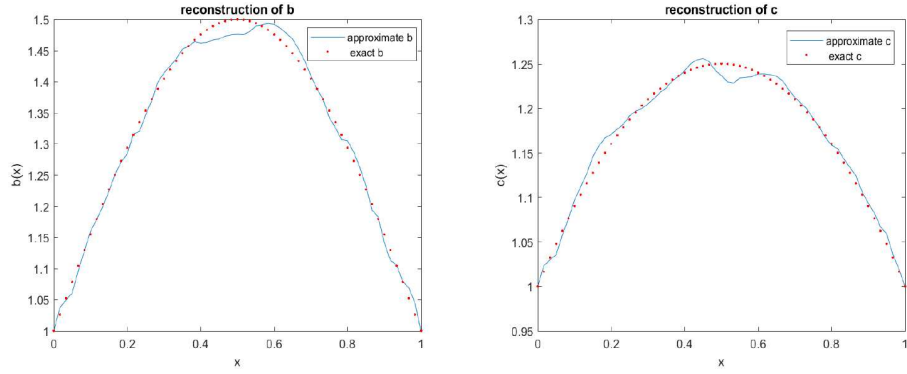 reconstruction of b
approximate b
exact b
b(x)
1.5
1.45
1.4
1.35
1.3
1.25
1.2
1.15
1.1
1.05
1
0 0.2 0.4 0.6 0.8 1
x
reconstruction of c
approximate c
exact c
c(x)
1.3
1.25
1.2
1.15
1.1
1.05
1
0.95
0 0.2 0.4 0.6 0.8 1
x